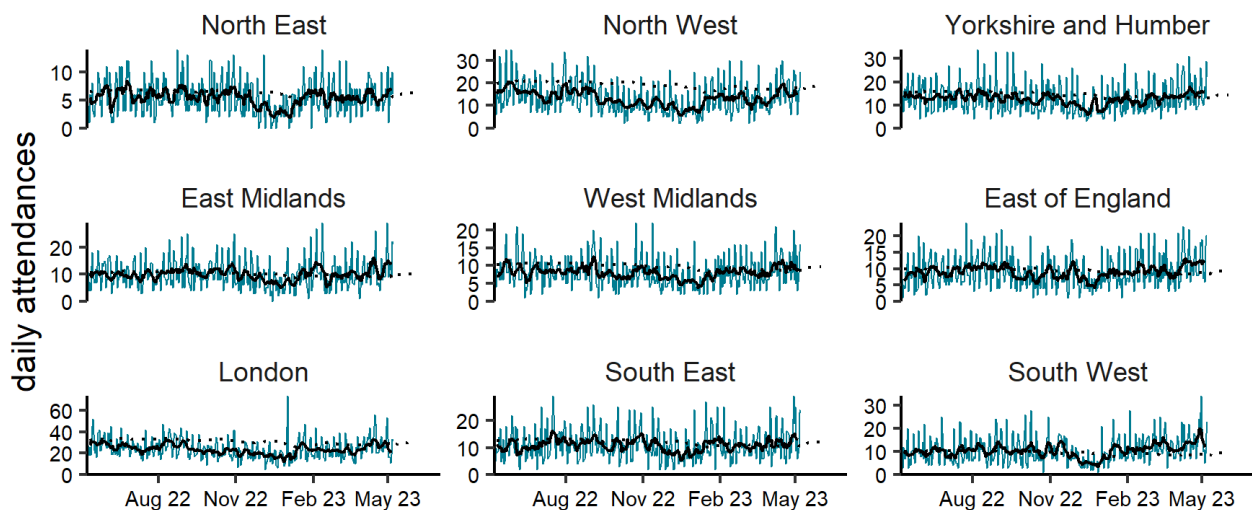 North East
North West
Yorkshire and Humber
10
5
0
30
20
10
0
30
20
10
0
daily attendances
East Midlands
West Midlands
East of England
20
10
0
20
15
10
5
0
20
15
10
5
0
London
South East
South West
60
40
20
0
20
10
0
30
20
10
0
Aug 22 Nov 22 Feb 23 May 23
Aug 22 Nov 22 Feb 23 May 23
Aug 22 Nov 22 Feb 23 May 23